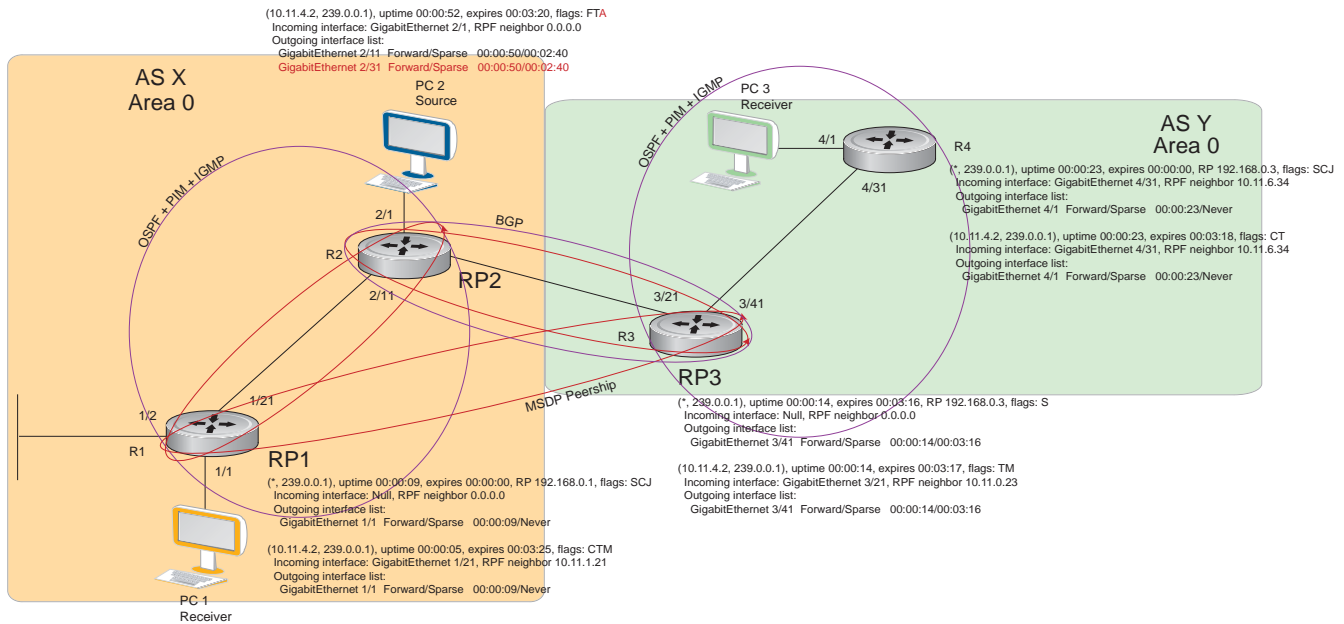 (10.11.4.2, 239.0.0.1), uptime 00:00:52, expires 00:03:20, flags: FTA
Incoming interface: GigabitEthernet 2/1, RPF neighbor 0.0.0.0
Outgoing interface list:
GigabitEthernet 2/11 Forward/Sparse 00:00:50/00:02:40
GigabitEthernet 2/31 Forward/Sparse 00:00:50/00:02:40
AS X
Area 0
PC 2
Source
OSPF + PIM + IGMP
2/1
R2
RP2
2/11
BGP
OSPF + PIM + IGMP
PC 3
Receiver
4/1
R4
4/31
AS Y
Area 0
(*, 239.0.0.1), uptime 00:00:23, expires 00:00:00, RP 192.168.0.3, flags: SCJ
Incoming interface: GigabitEthernet 4/31, RPF neighbor 10.11.6.34
Outgoing interface list:
GigabitEthernet 4/1 Forward/Sparse 00:00:23/Never
(10.11.4.2, 239.0.0.1), uptime 00:00:23, expires 00:03:18, flags: CT
Incoming interface: GigabitEthernet 4/31, RPF neighbor 10.11.6.34
Outgoing interface list:
GigabitEthernet 4/1 Forward/Sparse 00:00:23/Never
3/21
3/41
R3
RP3
MSDP Peership
(*, 239.0.0.1), uptime 00:00:14, expires 00:03:16, RP 192.168.0.3, flags: S
Incoming interface: Null, RPF neighbor 0.0.0.0
Outgoing interface list:
GigabitEthernet 3/41 Forward/Sparse 00:00:14/00:03:16
(10.11.4.2, 239.0.0.1), uptime 00:00:14, expires 00:03:17, flags: TM
Incoming interface: GigabitEthernet 3/21, RPF neighbor 10.11.0.23
Outgoing interface list:
GigabitEthernet 3/41 Forward/Sparse 00:00:14/00:03:16
1/2
1/21
R1
RP1
1/1
(*, 239.0.0.1), uptime 00:00:09, expires 00:00:00, RP 192.168.0.1, flags: SCJ
Incoming interface: Null, RPF neighbor 0.0.0.0
Outgoing interface list:
GigabitEthernet 1/1 Forward/Sparse 00:00:09/Never
(10.11.4.2, 239.0.0.1), uptime 00:00:05, expires 00:03:25, flags: CTM
Incoming interface: GigabitEthernet 1/21, RPF neighbor 10.11.1.21
Outgoing interface list:
GigabitEthernet 1/1 Forward/Sparse 00:00:09/Never
PC 1
Receiver